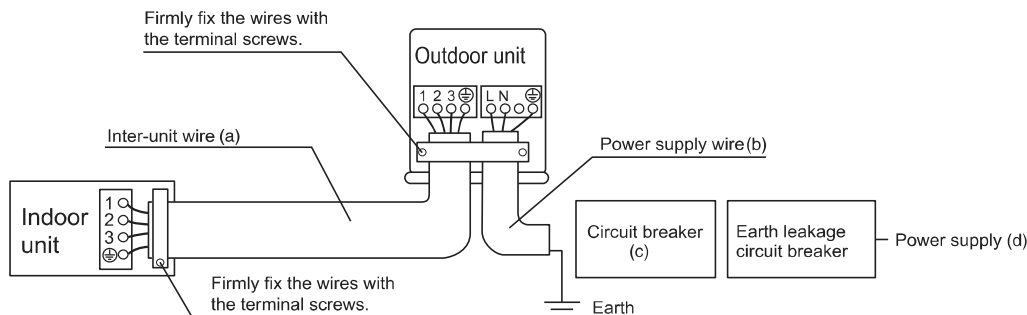 Firmly fix the wires with
the terminal screws.
Outdoor unit
1 2 3
L N
Inter-unit wire (a)
Power supply wire(b)
Indoor
unit
1
2
3
Circuit breaker
(c)
Earth leakage
circuit breaker
Power supply (d)
Firmly fix the wires with
the terminal screws.
Earth